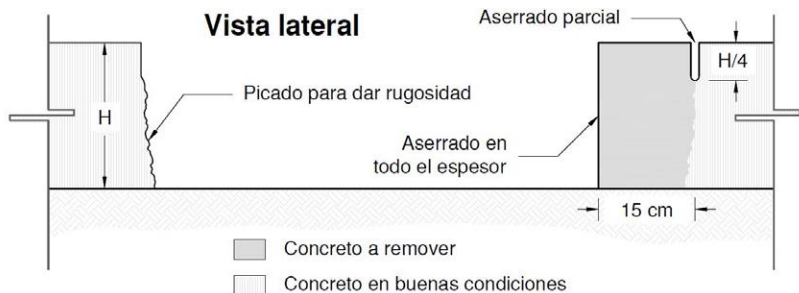 Vista lateral
Aserrado parcial
H/4
H
Picado para dar rugosidad
Aserrado en
todo el espesor
15 cm
Concreto a remover
Concreto en buenas condiciones